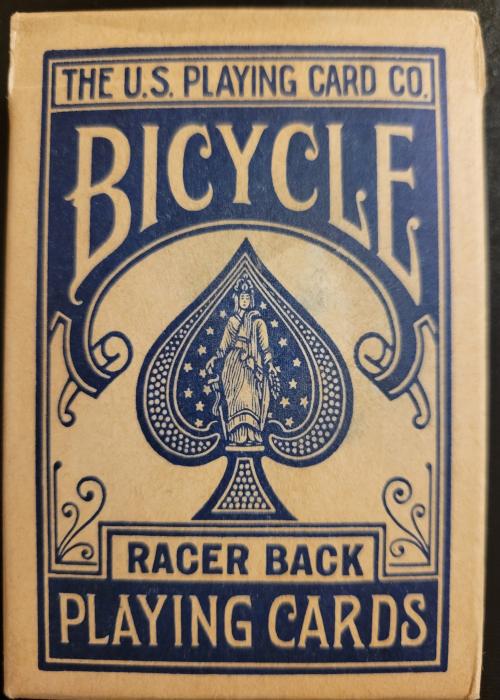 THE U.S. PLAYING CARD CO.
BICYCLE
RACER BACK
PLAYING CARDS